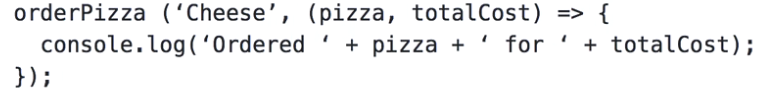 orderPizza (‘Cheese’, (pizza, totalCost) => {
  console.log(‘Ordered ‘ + pizza + ‘ for ‘ + totalCost);
});